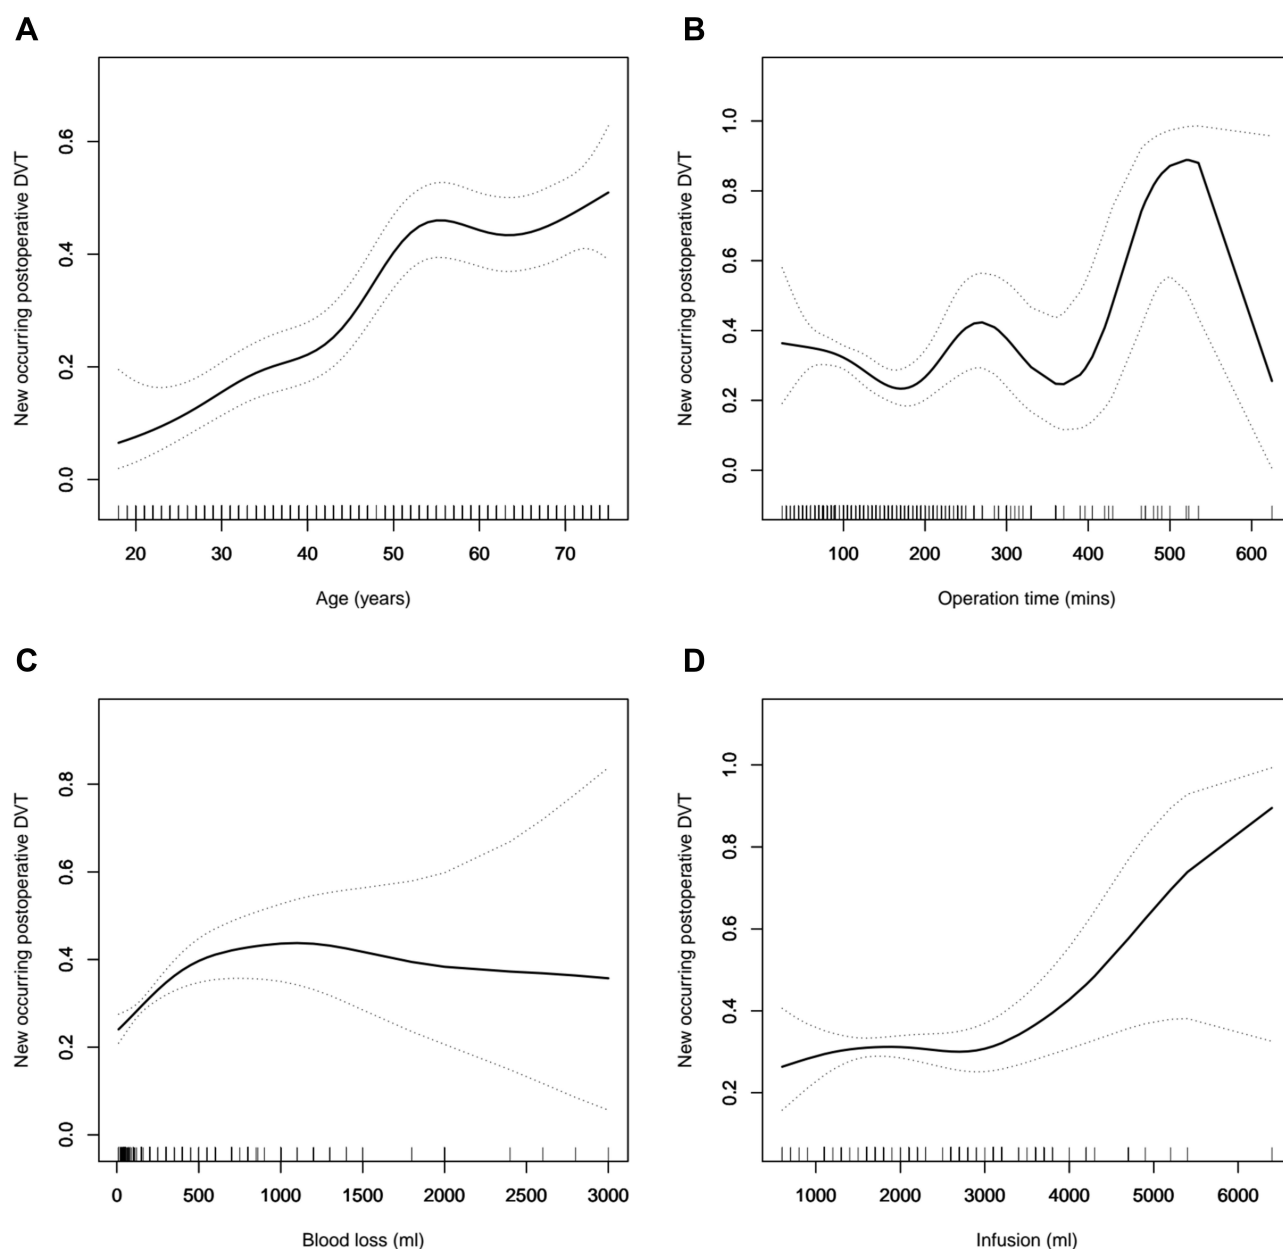 A
New occurring postoperative DVT
0.6
0.4
0.2
0.0
20 30 40 50 60 70
Age (years)
B
New occurring postoperative DVT
1.0
0.8
0.6
0.4
0.2
0.0
100 200 300 400 500 600
Operation time (mins)
C
New occurring postoperative DVT
0.8
0.6
0.4
0.2
0.0
0 500 1000 1500 2000 2500 3000
Blood loss (ml)
D
New occurring postoperative DVT
1.0
0.8
0.6
0.4
0.2
1000 2000 3000 4000 5000 6000
Infusion (ml)